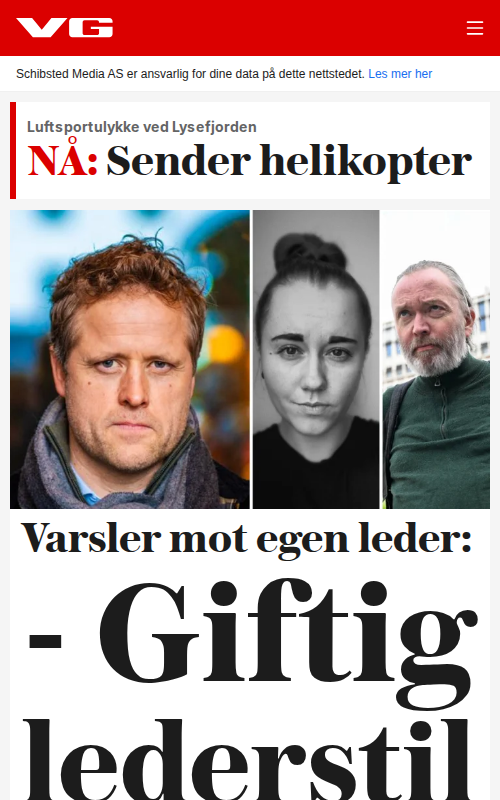 VG
Schibsted Media AS er ansvarlig for dine data på dette nettstedet. Les mer her
Luftsportulykke ved Lysefjorden
NÅ: Sender helikopter
Varsler mot egen leder:
- Giftig
lederstil